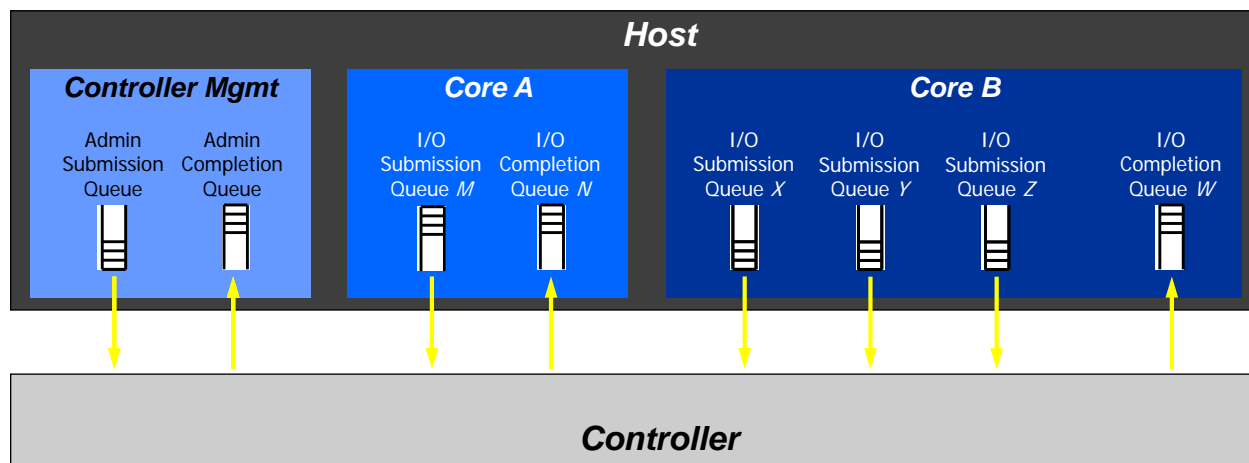 Host
Controller Mgmt
Core A
Core B
Admin
Submission
Queue
Admin
Completion
Queue
I/O
Submission
Queue M
I/O
Completion
Queue N
I/O
Submission
Queue X
I/O
Submission
Queue Y
I/O
Submission
Queue Z
I/O
Completion
Queue W
Controller